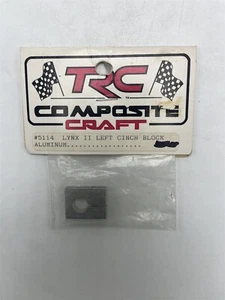 TRC
COMPOSITE
CRAFT
#5114 LYNX II LEFT CINCH BLOCK
ALUMINUM..................